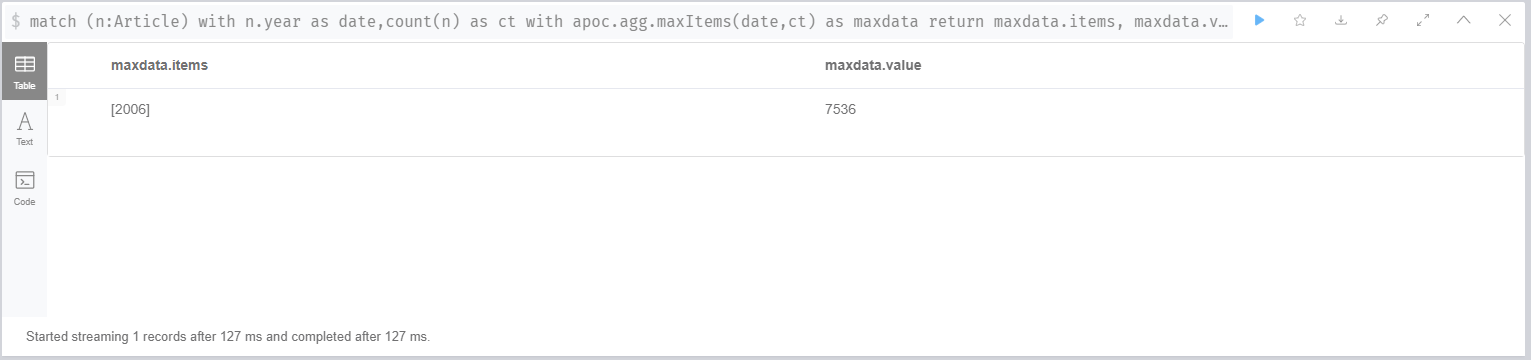 $ match (n:Article) with n.year as date,count(n) as ct with apoc.agg.maxItems(date,ct) as maxdata return maxdata.items, maxdata.v…
Table
maxdata.items maxdata.value
1
[2006] 7536
A
Text
Code
Started streaming 1 records after 127 ms and completed after 127 ms.